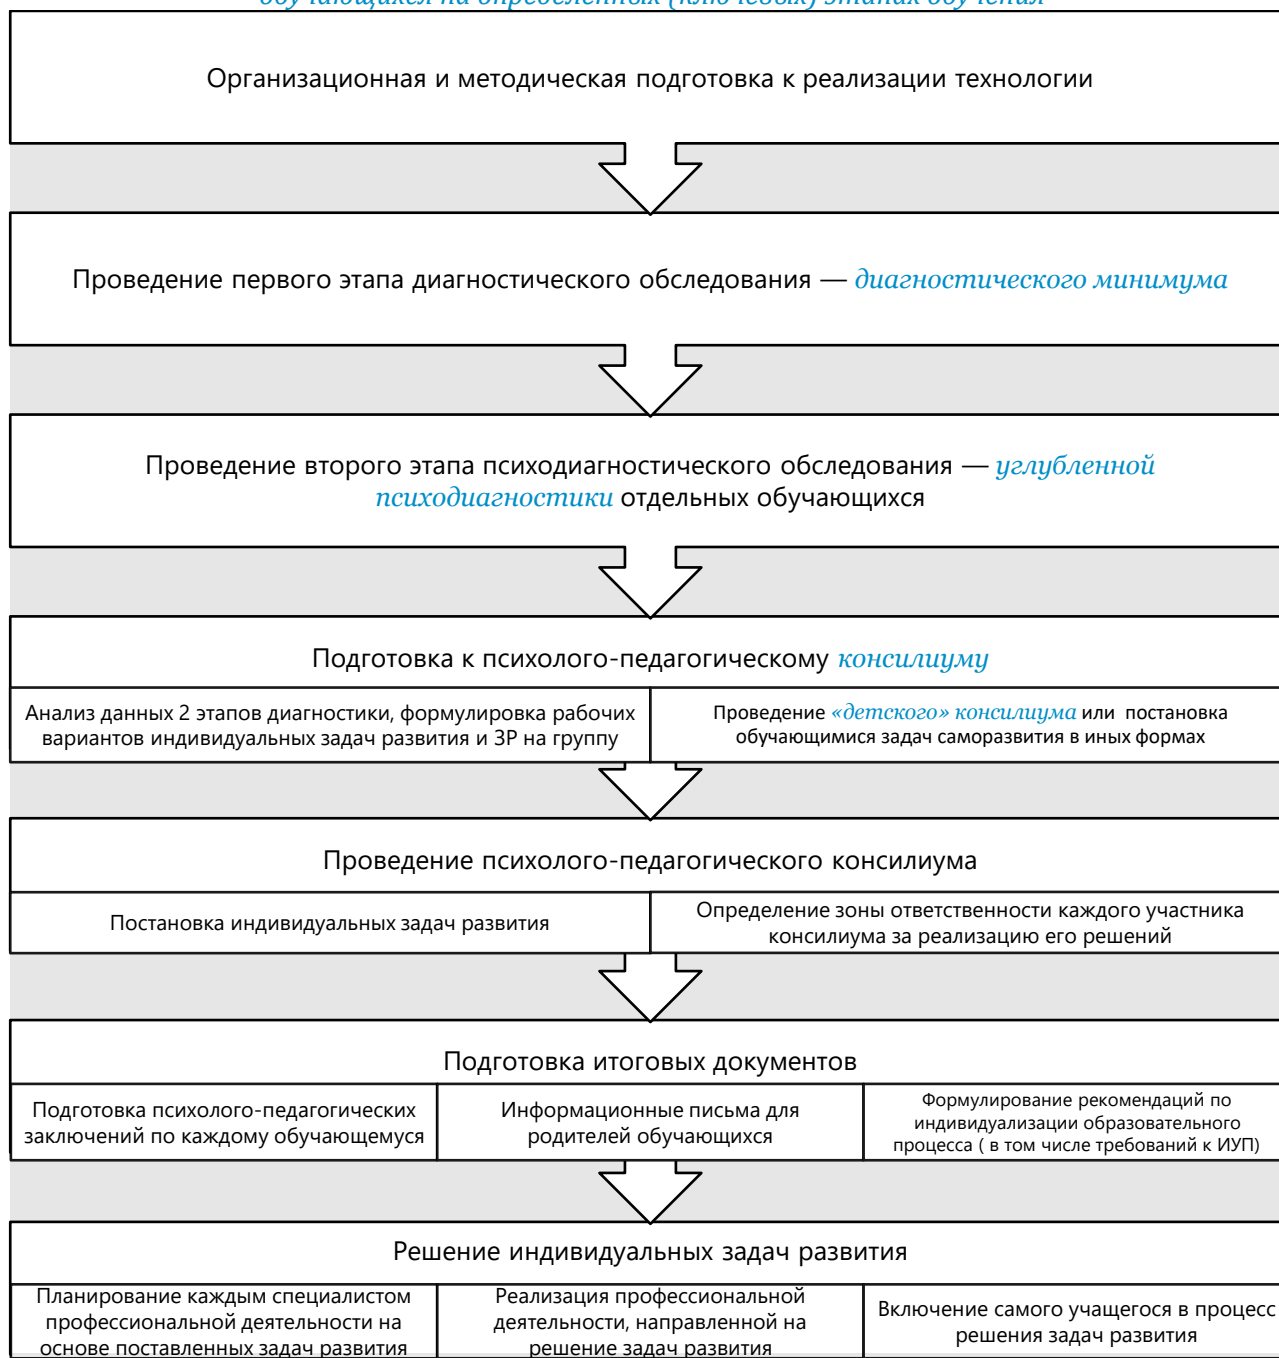 обучающихся на определенных (ключевых) этапах обучения
Организационная и методическая подготовка к реализации технологии
Проведение первого этапа диагностического обследования — диагностического минимума
Проведение второго этапа психодиагностического обследования — углубленной
психодиагностики отдельных обучающихся
Подготовка к психолого-педагогическому консилиуму
Анализ данных 2 этапов диагностики, формулировка рабочих
вариантов индивидуальных задач развития и ЗР на группу
Проведение «детского» консилиума или постановка
обучающимися задач саморазвития в иных формах
Проведение психолого-педагогического консилиума
Постановка индивидуальных задач развития
Определение зоны ответственности каждого участника
консилиума за реализацию его решений
Подготовка итоговых документов
Подготовка психолого-педагогических
заключений по каждому обучающемуся
Информационные письма для
родителей обучающихся
Формулирование рекомендаций по
индивидуализации образовательного
процесса ( в том числе требований к ИУП)
Решение индивидуальных задач развития
Планирование каждым специалистом
профессиональной деятельности на
основе поставленных задач развития
Реализация профессиональной
деятельности, направленной на
решение задач развития
Включение самого учащегося в процесс
решения задач развития